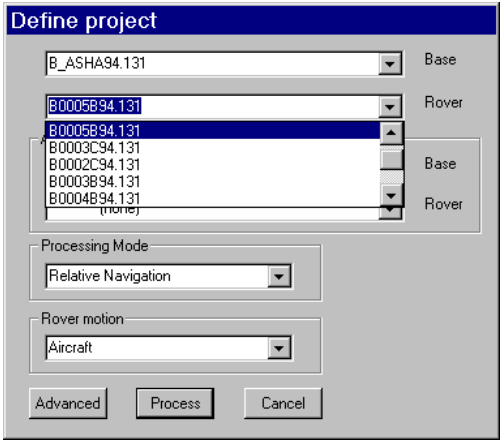 Define project
B_ASHA94.131
Base
B0005B94.131
Rover
B0005B94.131
B0003C94.131
B0002C94.131
Base
B0003B94.131
B0004B94.131
Rover
(none)
Processing Mode
Relative Navigation
Rover motion
Aircraft
Advanced
Process
Cancel